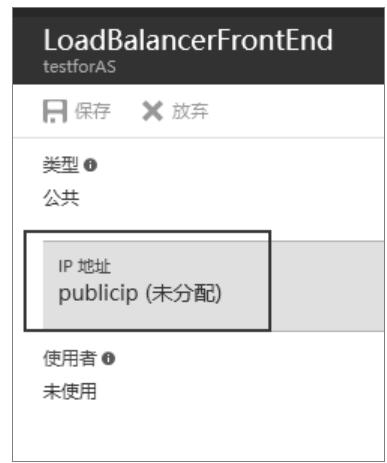 LoadBalancerFrontEnd
testforAS
保存 放弃
类型
公共
IP 地址
publicip (未分配)
使用者
未使用